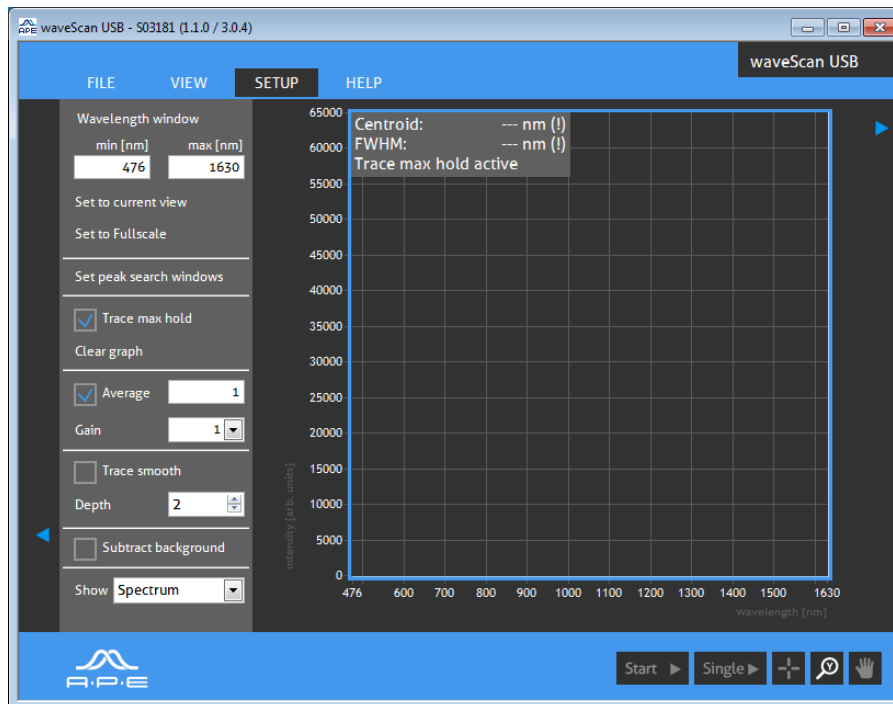 waveScan USB - S03181 (1.1.0 / 3.0.4)
waveScan USB
FILE VIEW SETUP HELP
Wavelength window
min [nm] max [nm]
476 1630
Set to current view
Set to Fullscale
Set peak search windows
Trace max hold
Clear graph
Average 1
Gain 1
Trace smooth
Depth 2
Subtract background
Show Spectrum
Centroid: --- nm (!)
FWHM: --- nm (!)
Trace max hold active
65000
60000
55000
50000
45000
40000
35000
30000
25000
20000
15000
10000
5000
0
Intensity [arb. units]
476 600 700 800 900 1000 1100 1200 1300 1400 1500 1630
Wavelength [nm]
A.P.E
Start Single